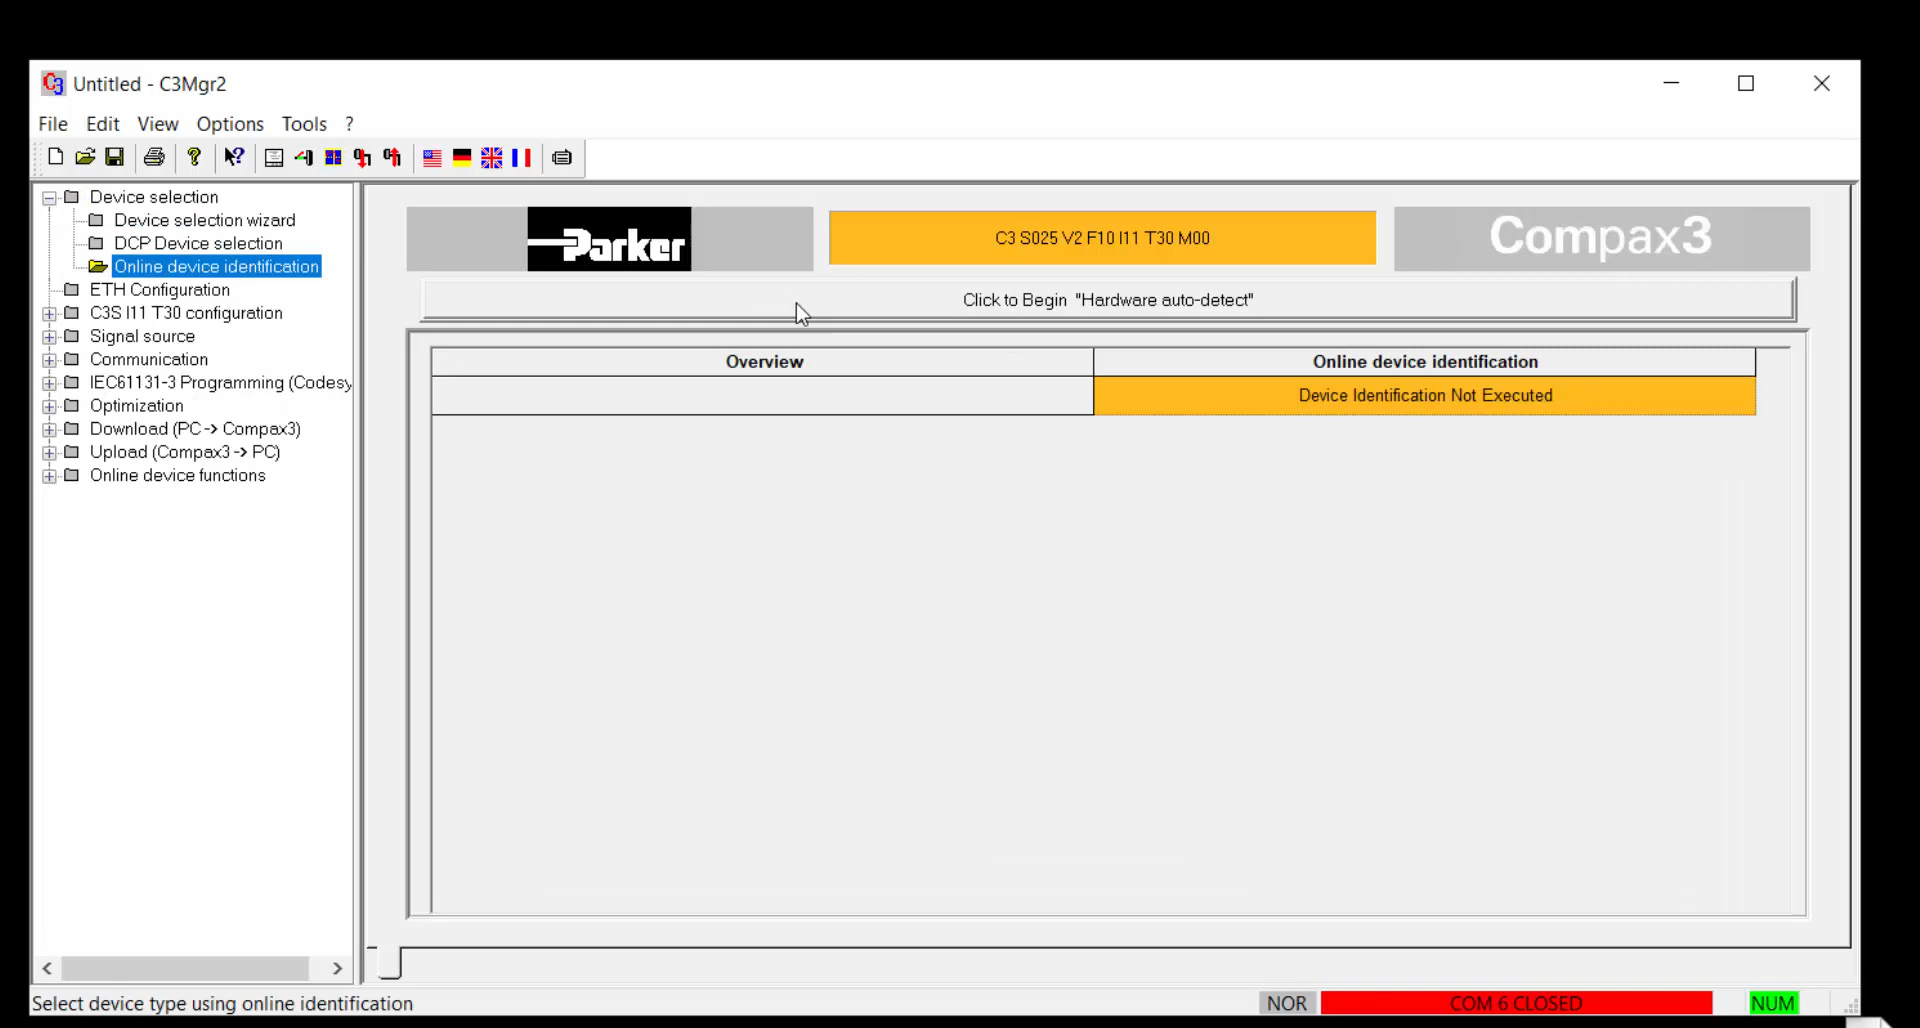 Untitled - C3Mgr2
File Edit View Options Tools ?
Device selection
Device selection wizard
DCP Device selection
Online device identification
ETH Configuration
C3S I11 T30 configuration
Signal source
Communication
IEC61131-3 Programming (Codesy
Optimization
Download (PC -> Compax3)
Upload (Compax3 -> PC)
Online device functions
Parker
C3 S025 V2 F10 I11 T30 M00
Compax3
Click to Begin "Hardware auto-detect"
Overview
Online device identification
Device Identification Not Executed
Select device type using online identification
NOR
COM 6 CLOSED
NUM